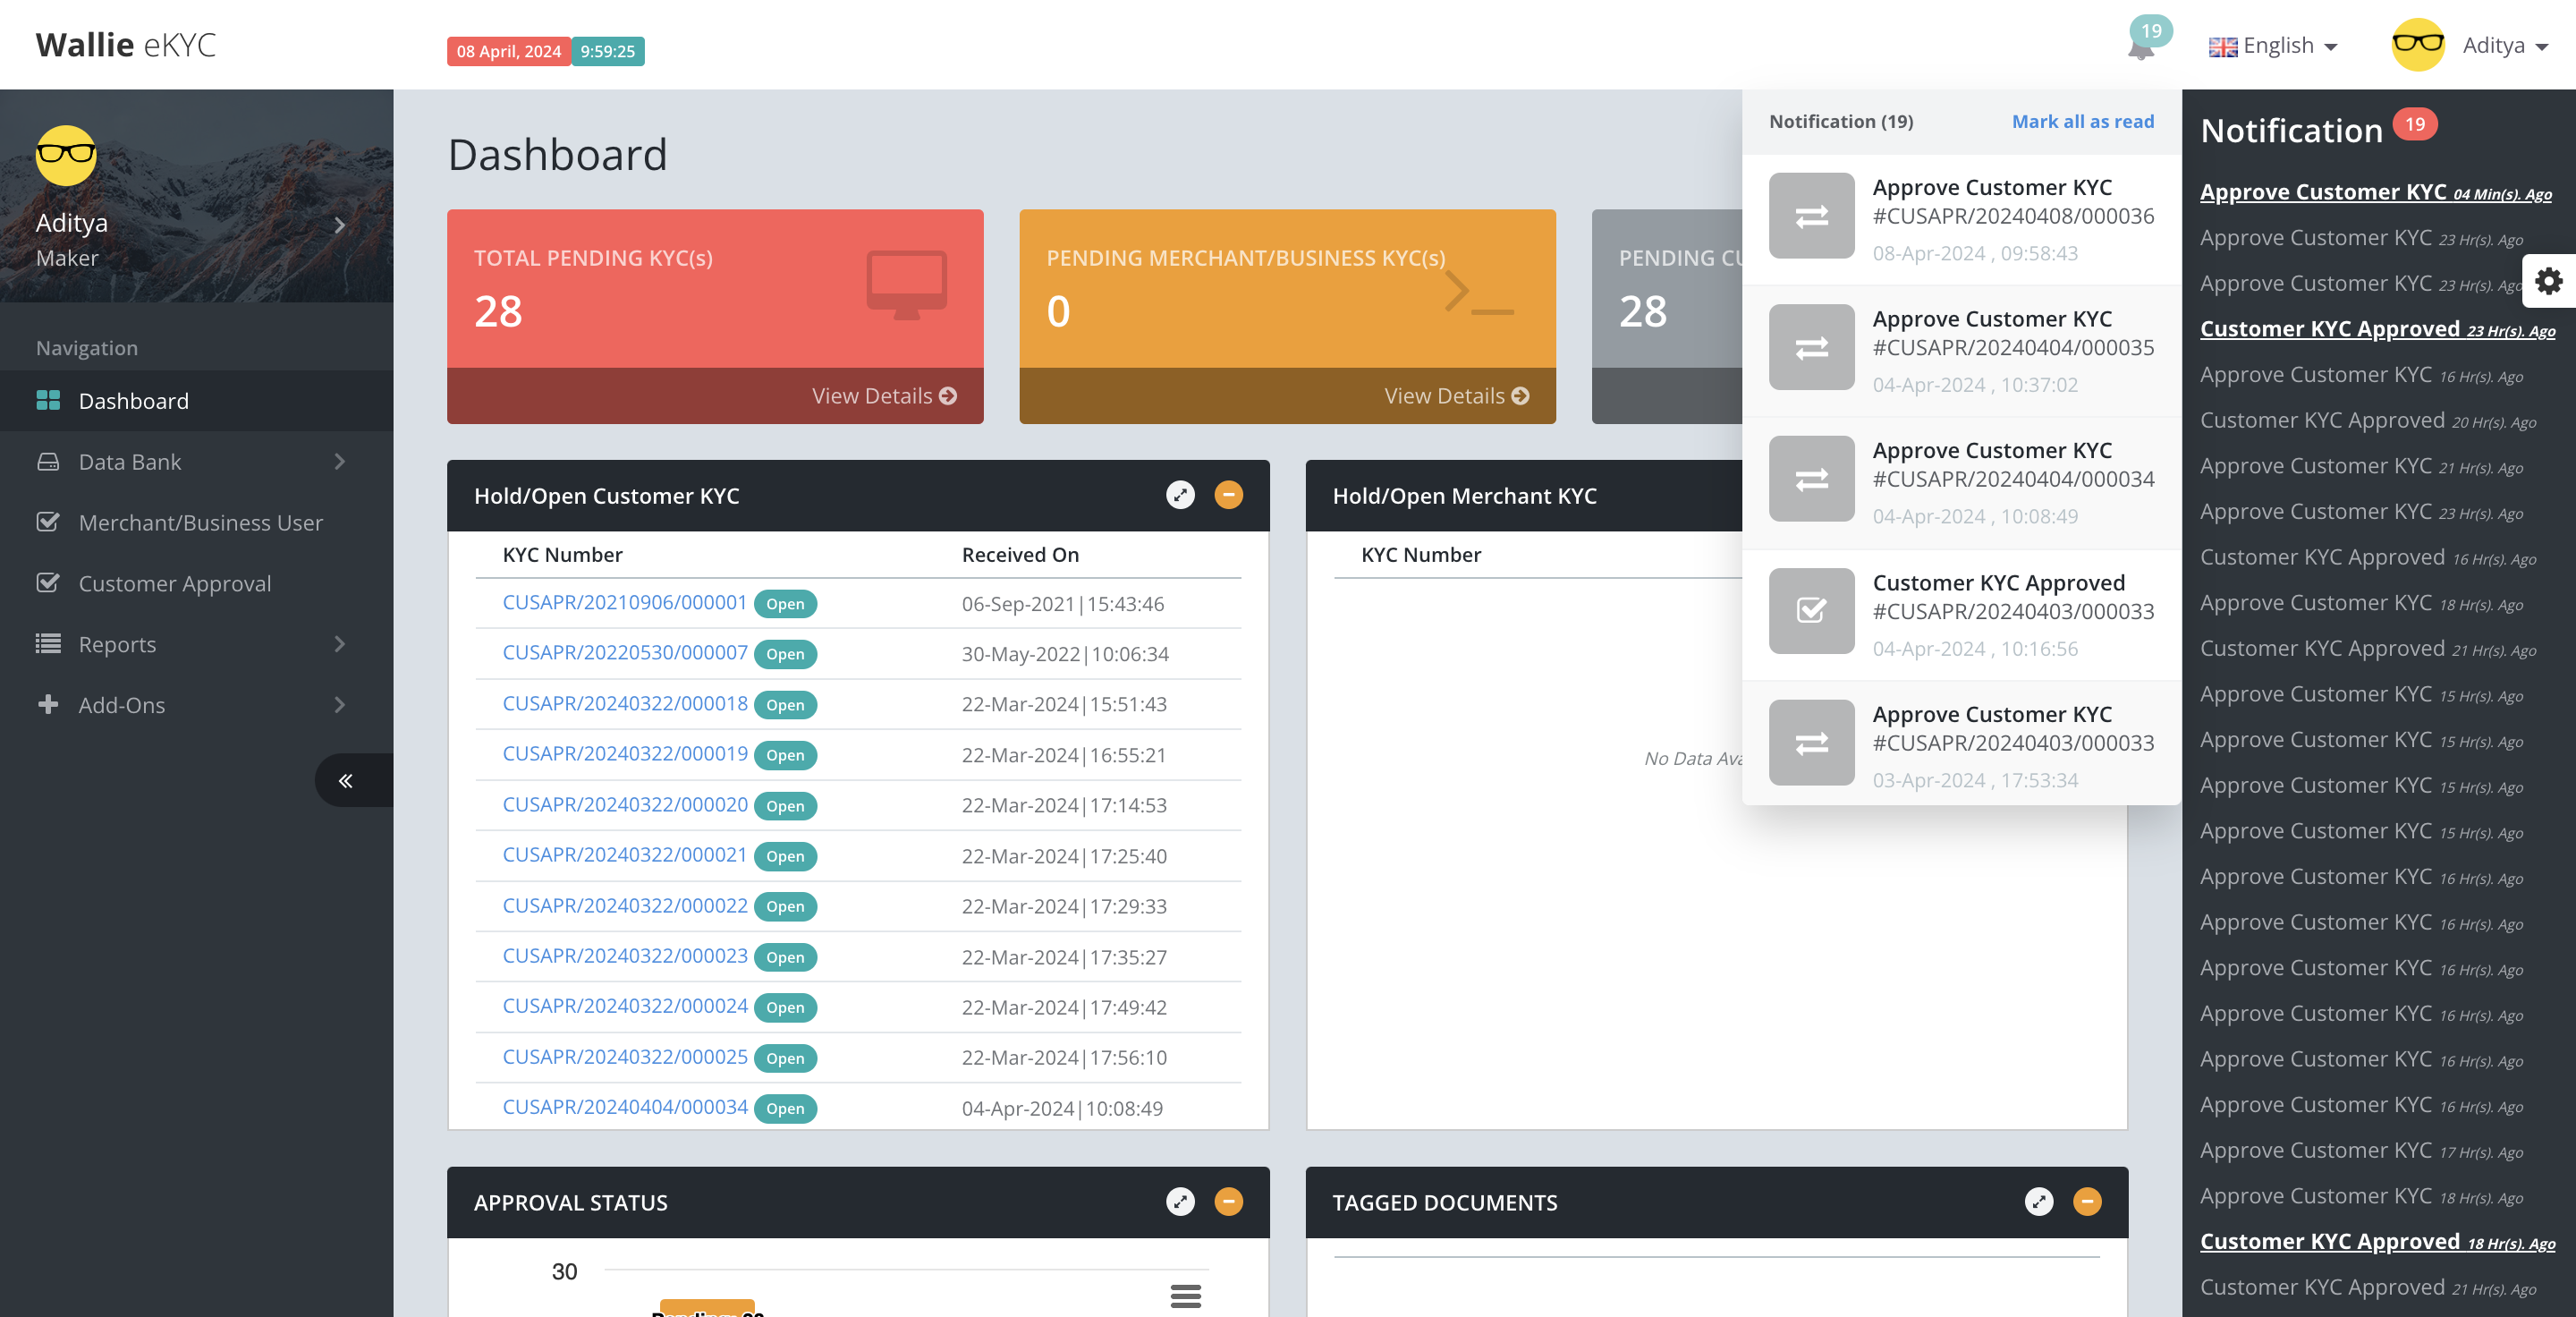 Wallie eKYC
08 April, 2024 9:59:25
19
English
Aditya
Aditya
Maker
Navigation
Dashboard
Data Bank
Merchant/Business User
Customer Approval
Reports
Add-Ons
Dashboard
TOTAL PENDING KYC(s)
28
View Details
PENDING MERCHANT/BUSINESS KYC(s)
0
View Details
PENDING
28
Hold/Open Customer KYC
KYC Number Received On
CUSAPR/20210906/000001 Open 06-Sep-2021|15:43:46
CUSAPR/20220530/000007 Open 30-May-2022|10:06:34
CUSAPR/20240322/000018 Open 22-Mar-2024|15:51:43
CUSAPR/20240322/000019 Open 22-Mar-2024|16:55:21
CUSAPR/20240322/000020 Open 22-Mar-2024|17:14:53
CUSAPR/20240322/000021 Open 22-Mar-2024|17:25:40
CUSAPR/20240322/000022 Open 22-Mar-2024|17:29:33
CUSAPR/20240322/000023 Open 22-Mar-2024|17:35:27
CUSAPR/20240322/000024 Open 22-Mar-2024|17:49:42
CUSAPR/20240322/000025 Open 22-Mar-2024|17:56:10
CUSAPR/20240404/000034 Open 04-Apr-2024|10:08:49
Hold/Open Merchant KYC
KYC Number
No Data
APPROVAL STATUS
30
TAGGED DOCUMENTS
Notification (19) Mark all as read
Approve Customer KYC
#CUSAPR/20240408/000036
08-Apr-2024 , 09:58:43
Approve Customer KYC
#CUSAPR/20240404/000035
04-Apr-2024 , 10:37:02
Approve Customer KYC
#CUSAPR/20240404/000034
04-Apr-2024 , 10:08:49
Customer KYC Approved
#CUSAPR/20240403/000033
04-Apr-2024 , 10:16:56
Approve Customer KYC
#CUSAPR/20240403/000033
03-Apr-2024 , 17:53:34
Notification 19
Approve Customer KYC 04 Min(s). Ago
Approve Customer KYC 23 Hr(s). Ago
Approve Customer KYC 23 Hr(s). Ago
Customer KYC Approved 23 Hr(s). Ago
Approve Customer KYC 16 Hr(s). Ago
Customer KYC Approved 20 Hr(s). Ago
Approve Customer KYC 21 Hr(s). Ago
Approve Customer KYC 23 Hr(s). Ago
Customer KYC Approved 16 Hr(s). Ago
Approve Customer KYC 18 Hr(s). Ago
Customer KYC Approved 21 Hr(s). Ago
Approve Customer KYC 15 Hr(s). Ago
Approve Customer KYC 15 Hr(s). Ago
Approve Customer KYC 15 Hr(s). Ago
Approve Customer KYC 15 Hr(s). Ago
Approve Customer KYC 16 Hr(s). Ago
Approve Customer KYC 16 Hr(s). Ago
Approve Customer KYC 16 Hr(s). Ago
Approve Customer KYC 16 Hr(s). Ago
Approve Customer KYC 16 Hr(s). Ago
Approve Customer KYC 16 Hr(s). Ago
Approve Customer KYC 17 Hr(s). Ago
Approve Customer KYC 18 Hr(s). Ago
Customer KYC Approved 18 Hr(s). Ago
Customer KYC Approved 21 Hr(s). Ago